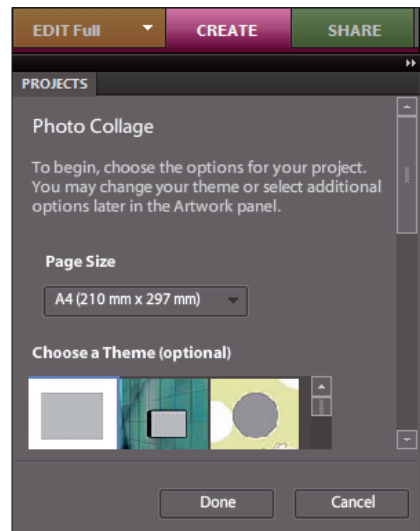 EDIT Full CREATE SHARE
PROJECTS
Photo Collage
To begin, choose the options for your project.
You may change your theme or select additional
options later in the Artwork panel.
Page Size
A4 (210 mm x 297 mm)
Choose a Theme (optional)
Done Cancel